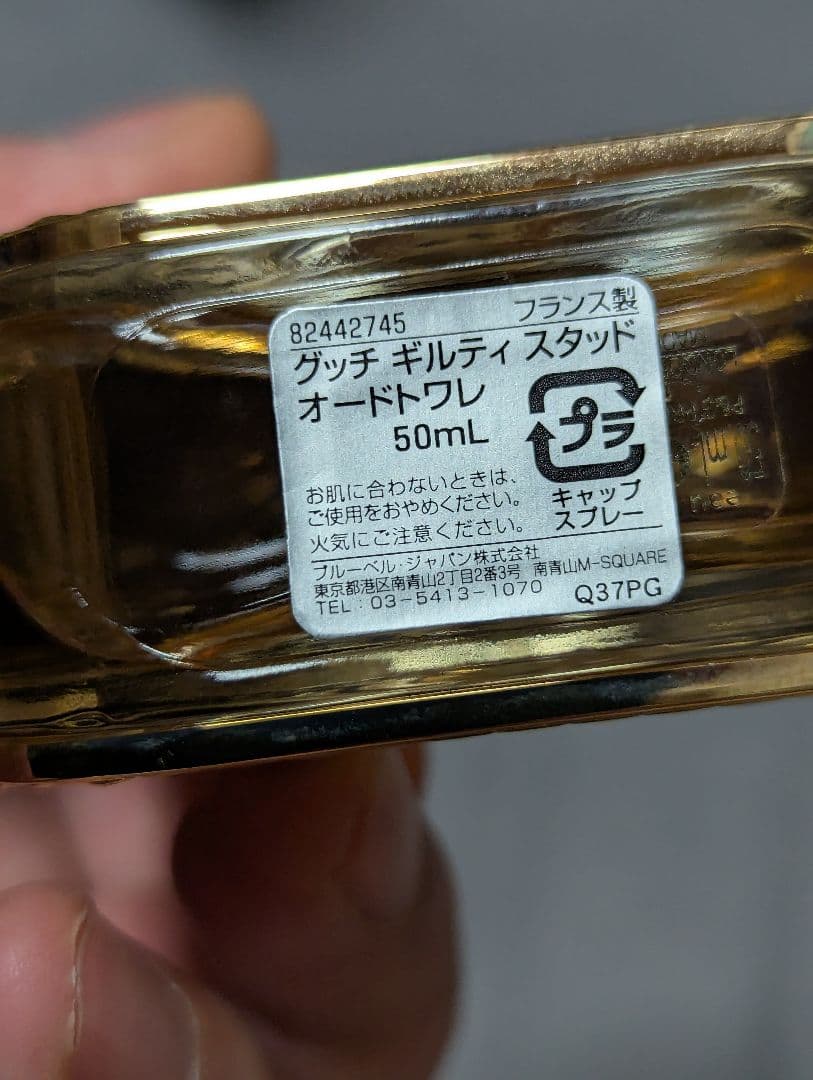 82442745 フランス製
グッチ ギルティ スタッド
オードトワレ
50mL
プラ
キャップ
スプレー
お肌に合わないときは、
ご使用をおやめください。
火気にご注意ください。
ブルーベル・ジャパン株式会社
東京都港区南青山2丁目2番3号 南青山M-SQUARE
TEL:03-5413-1070 Q37PG